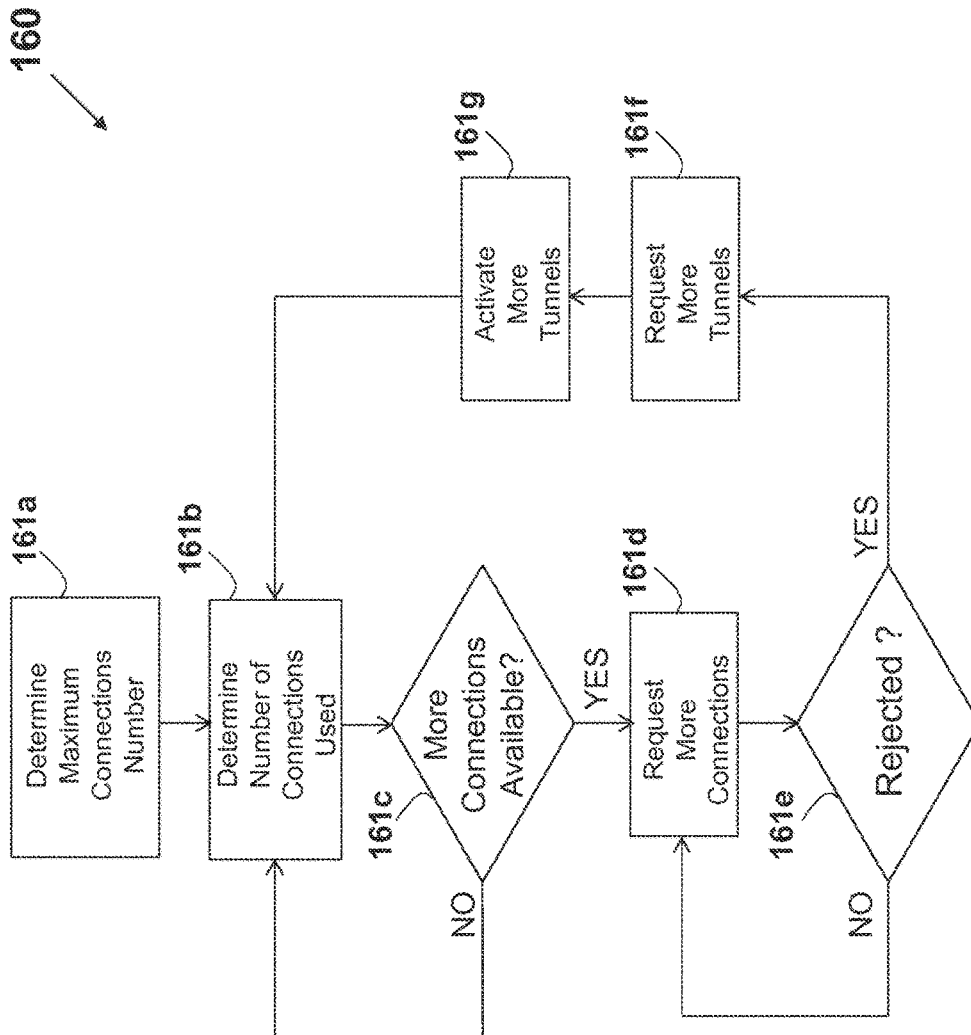 160
161a
Determine
Maximum
Connections
Number
161b
Determine
Number of
Connections
Used
161c
More
Connections
Available?
NO
YES
161d
Request
More
Connections
161e
Rejected ?
NO
YES
161f
Request
More
Tunnels
161g
Activate
More
Tunnels